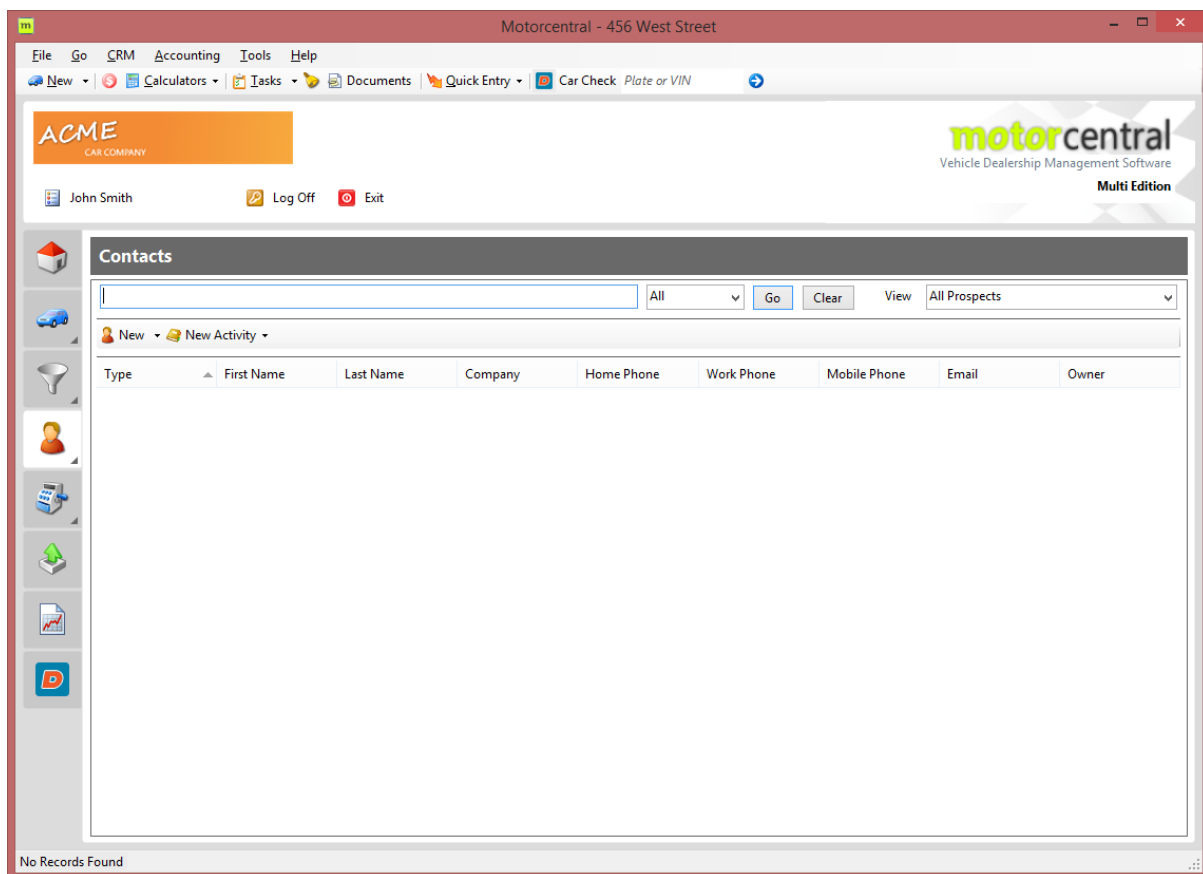 m Motorcentral - 456 West Street
File Go CRM Accounting Tools Help
New Calculators Tasks Documents Quick Entry D Car Check Plate or VIN
ACME
CAR COMPANY
motorcentral
Vehicle Dealership Management Software
Multi Edition
John Smith Log Off Exit
Contacts
All Go Clear View All Prospects
New New Activity
Type First Name Last Name Company Home Phone Work Phone Mobile Phone Email Owner
D
No Records Found